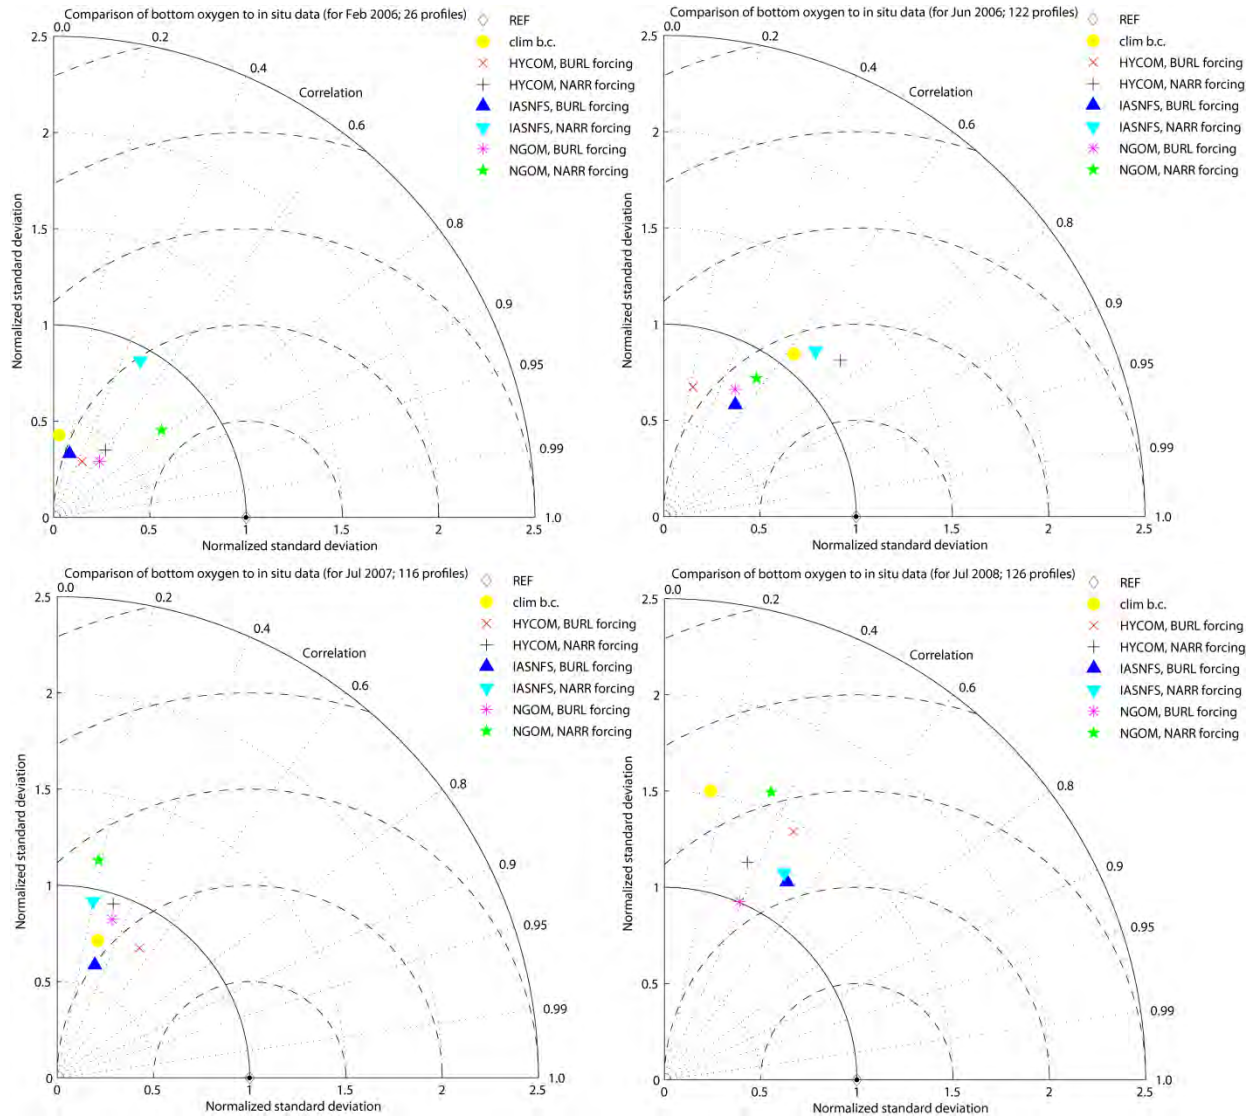 Comparison of bottom oxygen to in situ data (for Feb 2006; 26 profiles)
REF
clim b.c.
HYCOM, BURL forcing
HYCOM, NARR forcing
IASNFS, BURL forcing
IASNFS, NARR forcing
NGOM, BURL forcing
NGOM, NARR forcing
Correlation
0.0
0.2
0.4
0.6
0.8
0.9
0.95
0.99
1.0
Normalized standard deviation
2.5
2
1.5
1
0.5
0
0
0.5
1
1.5
2
2.5
Normalized standard deviation
Comparison of bottom oxygen to in situ data (for Jun 2006; 122 profiles)
REF
clim b.c.
HYCOM, BURL forcing
HYCOM, NARR forcing
IASNFS, BURL forcing
IASNFS, NARR forcing
NGOM, BURL forcing
NGOM, NARR forcing
Correlation
0.0
0.2
0.4
0.6
0.8
0.9
0.95
0.99
1.0
Normalized standard deviation
2.5
2
1.5
1
0.5
0
0
0.5
1
1.5
2
2.5
Normalized standard deviation
Comparison of bottom oxygen to in situ data (for Jul 2007; 116 profiles)
REF
clim b.c.
HYCOM, BURL forcing
HYCOM, NARR forcing
IASNFS, BURL forcing
IASNFS, NARR forcing
NGOM, BURL forcing
NGOM, NARR forcing
Correlation
0.0
0.2
0.4
0.6
0.8
0.9
0.95
0.99
1.0
Normalized standard deviation
2.5
2
1.5
1
0.5
0
0
0.5
1
1.5
2
2.5
Normalized standard deviation
Comparison of bottom oxygen to in situ data (for Jul 2008; 126 profiles)
REF
clim b.c.
HYCOM, BURL forcing
HYCOM, NARR forcing
IASNFS, BURL forcing
IASNFS, NARR forcing
NGOM, BURL forcing
NGOM, NARR forcing
Correlation
0.0
0.2
0.4
0.6
0.8
0.9
0.95
0.99
1.0
Normalized standard deviation
2.5
2
1.5
1
0.5
0
0
0.5
1
1.5
2
2.5
Normalized standard deviation